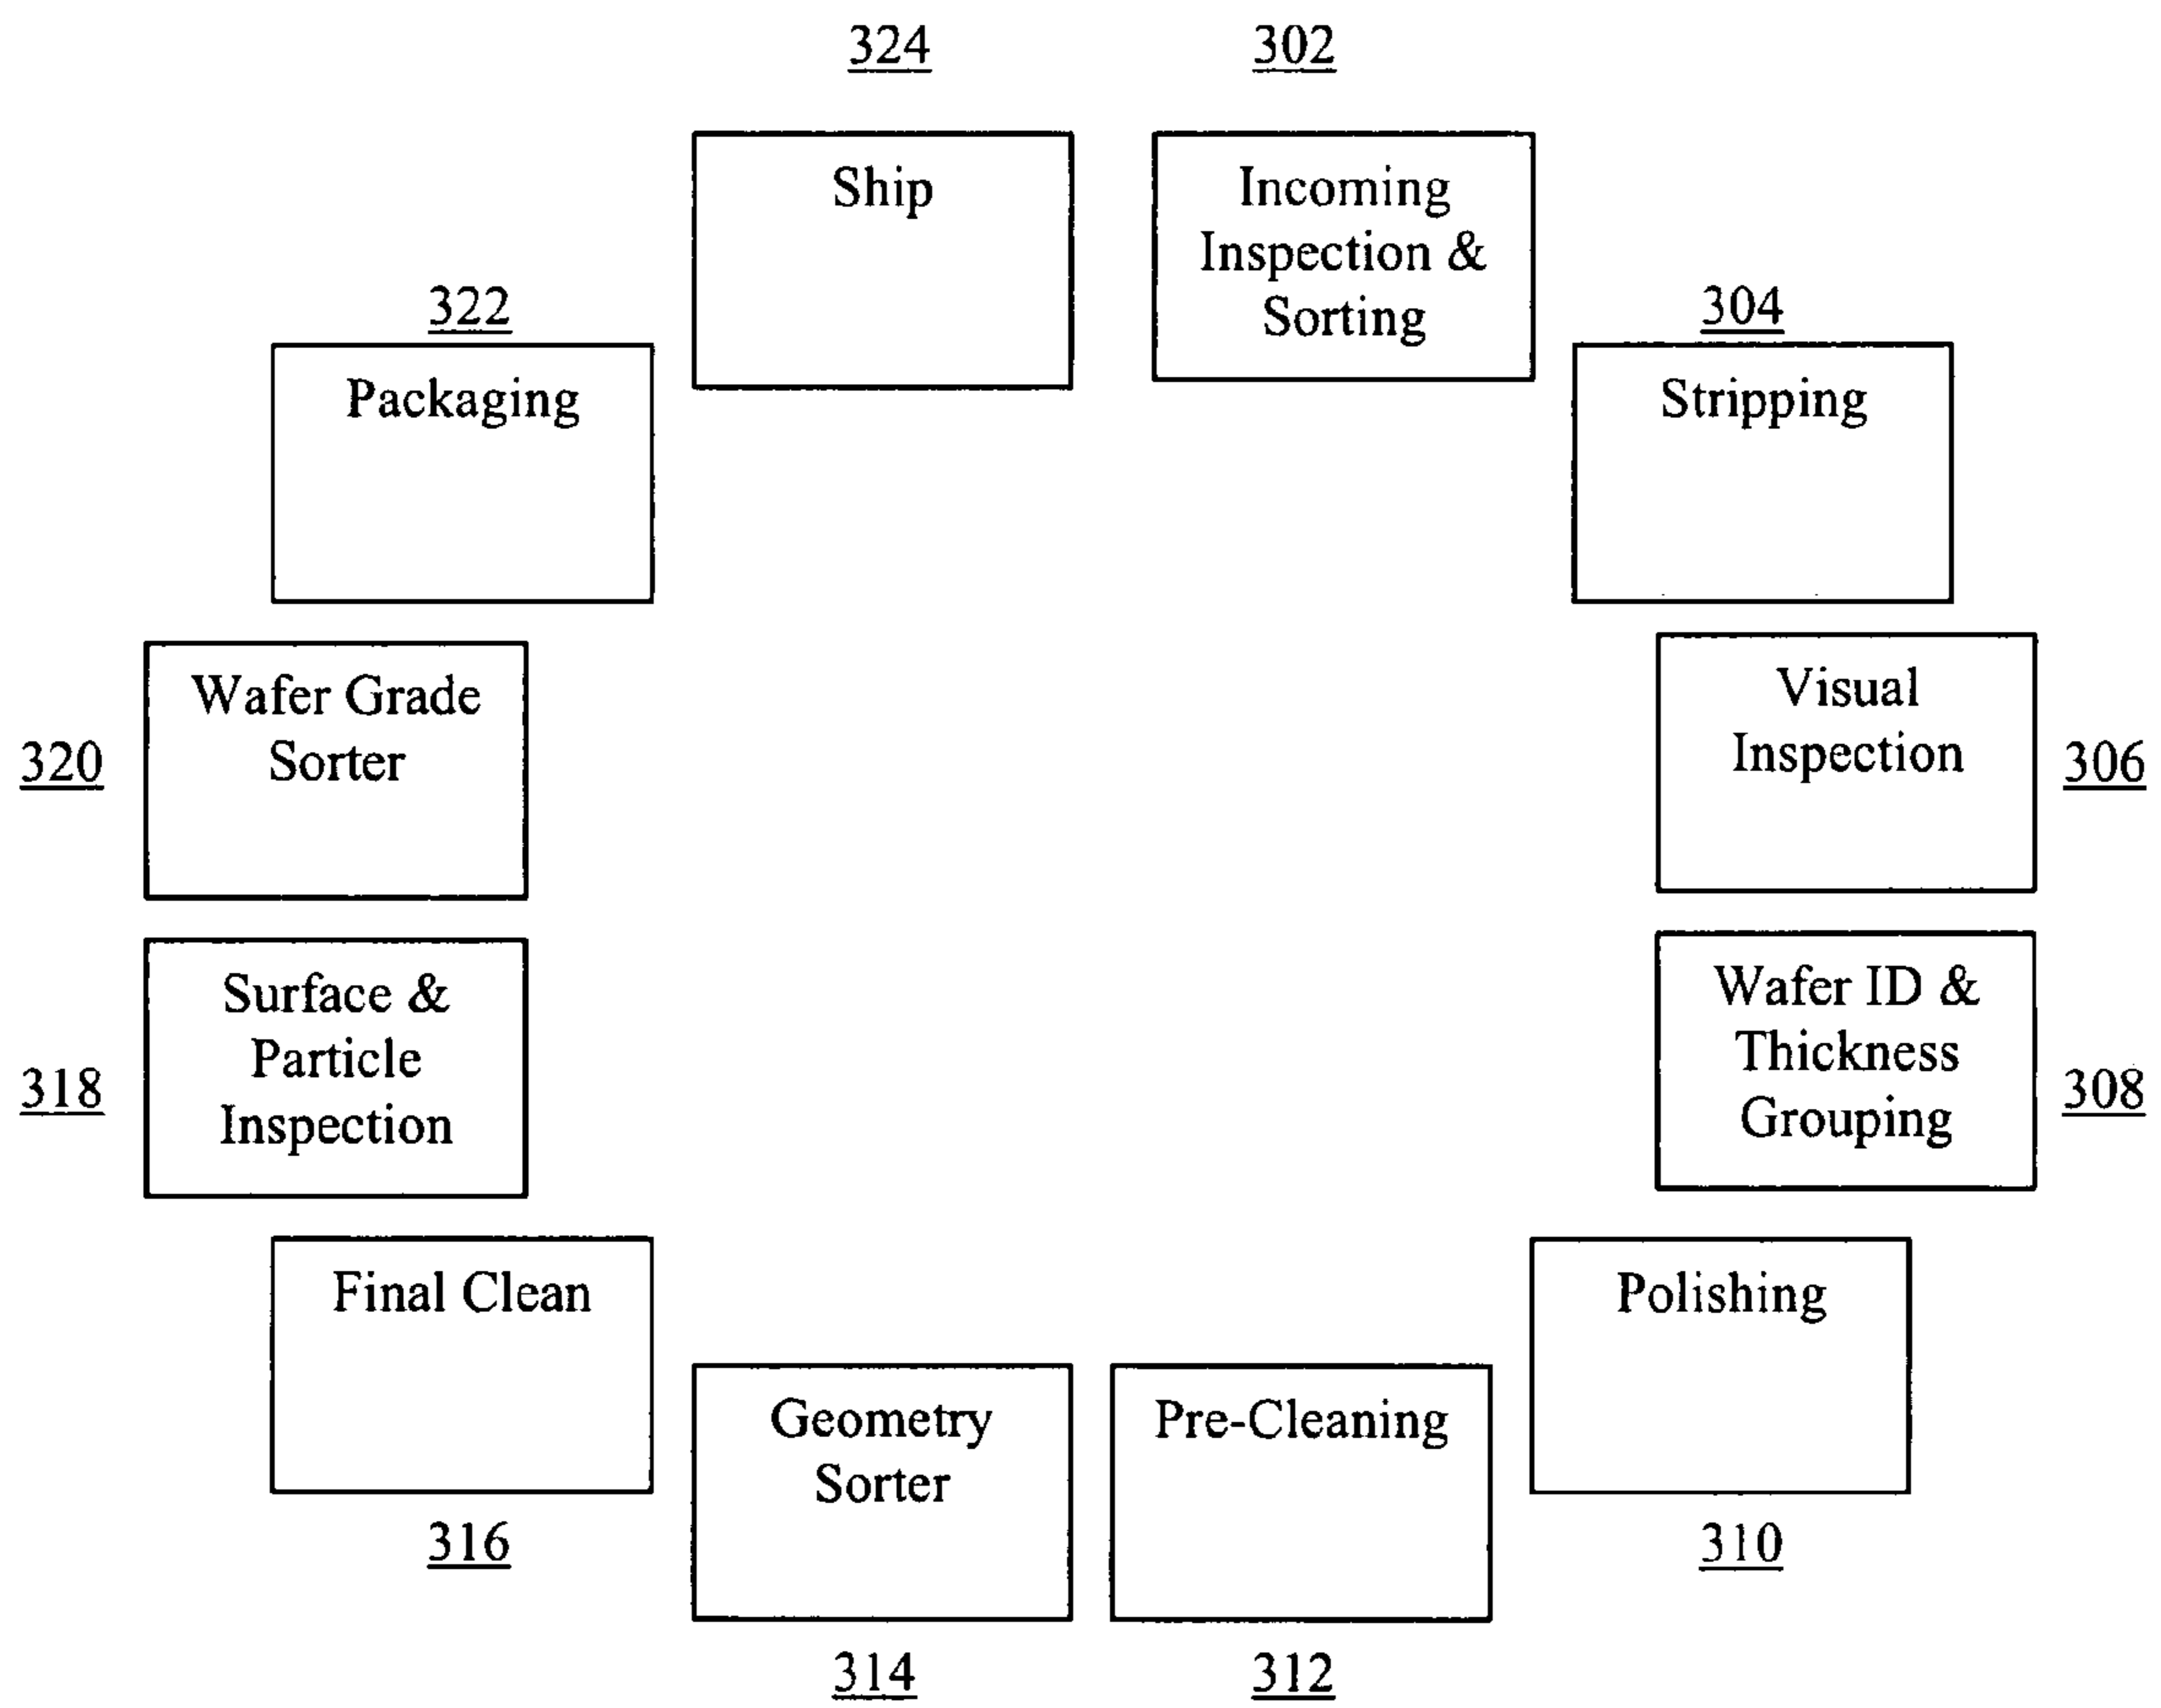 324
302
Ship
Incoming
Inspection &
Sorting
322
304
Packaging
Stripping
Wafer Grade
Sorter
320
Visual
Inspection
306
Surface &
Particle
Inspection
318
Wafer ID &
Thickness
Grouping
308
Final Clean
316
Polishing
310
Geometry
Sorter
314
Pre-Cleaning
312